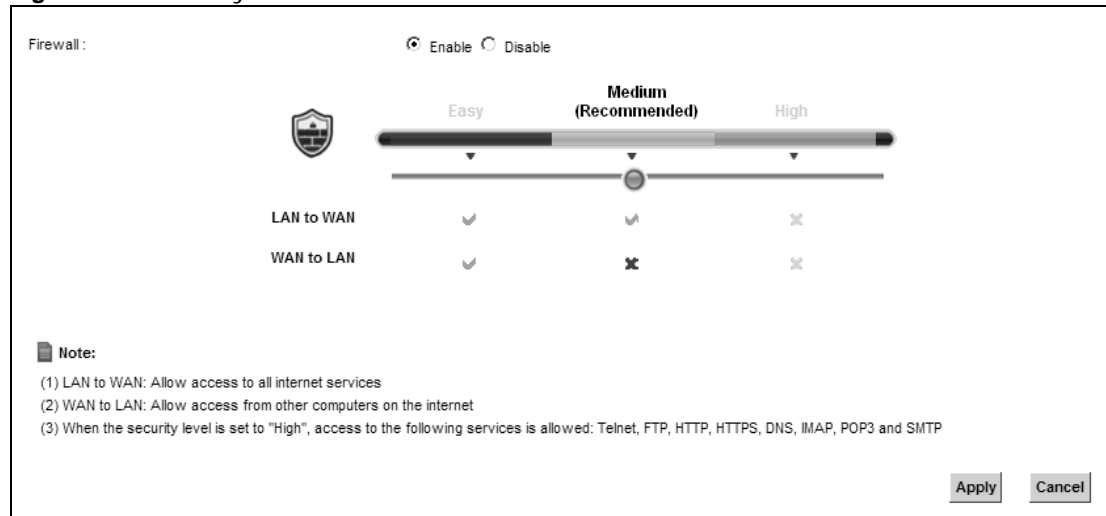 Firewall :
Enable Disable
Easy
Medium
(Recommended)
High
LAN to WAN
WAN to LAN
Note:
(1) LAN to WAN: Allow access to all internet services
(2) WAN to LAN: Allow access from other computers on the internet
(3) When the security level is set to "High", access to the following services is allowed: Telnet, FTP, HTTP, HTTPS, DNS, IMAP, POP3 and SMTP
Apply Cancel